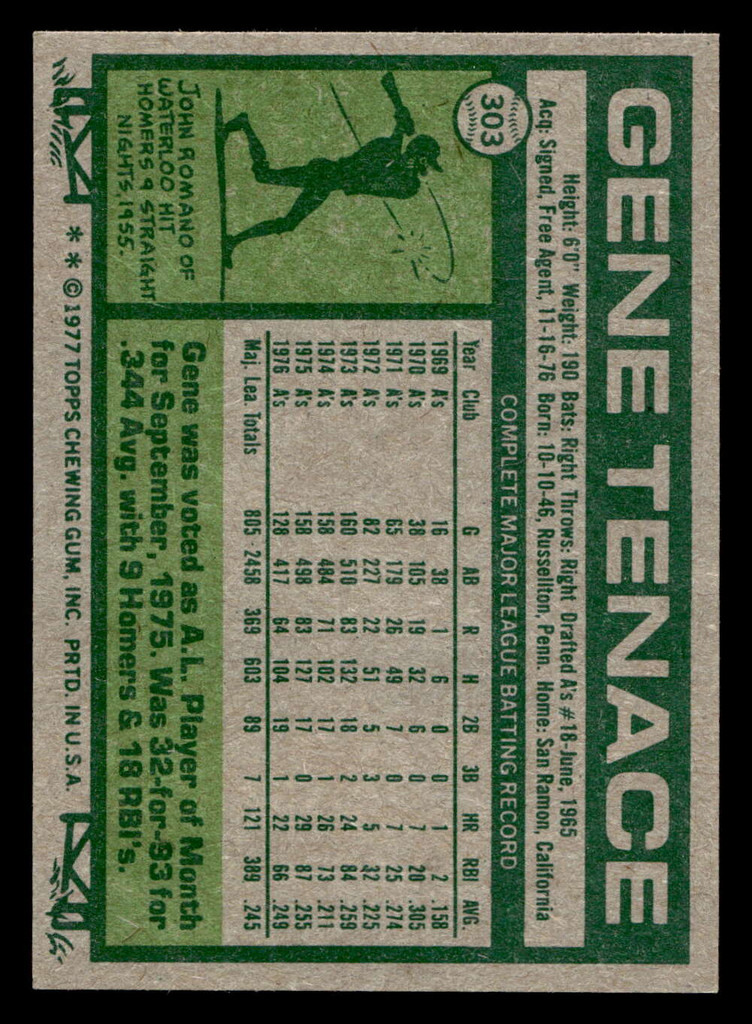 303
GENE TENACE
Height: 6'0" Weight: 190 Bats: Right Throws: Right Drafted A's #18-June, 1965
Acq: Signed, Free Agent, 11-16-76 Born: 10-10-46, Russellton, Penn. Home: San Ramon, California
COMPLETE MAJOR LEAGUE BATTING RECORD
Year Club G AB R H 2B 3B HR RBI AVG.
1969 A's 16 38 1 6 0 0 1 2 .158
1970 A's 38 105 19 32 6 0 7 20 .305
1971 A's 65 179 26 49 7 0 7 25 .274
1972 A's 82 227 22 51 5 3 5 32 .225
1973 A's 160 510 83 132 18 2 24 84 .259
1974 A's 158 484 71 102 17 1 26 73 .211
1975 A's 158 498 83 127 17 0 29 87 .255
1976 A's 128 417 64 104 19 1 22 66 .249
Maj. Lea. Totals 805 2458 369 603 89 7 121 389 .245
JOHN ROMANO OF
WATERLOO HIT
HOMERS 9 STRAIGHT
NIGHTS, 1955.
Gene was voted as A.L. Player of Month
for September, 1975. Was 32-for-93 for
.344 Avg. with 9 Homers & 18 RBI's.
* * © 1977 TOPPS CHEWING GUM, INC. PRTD. IN U.S.A.